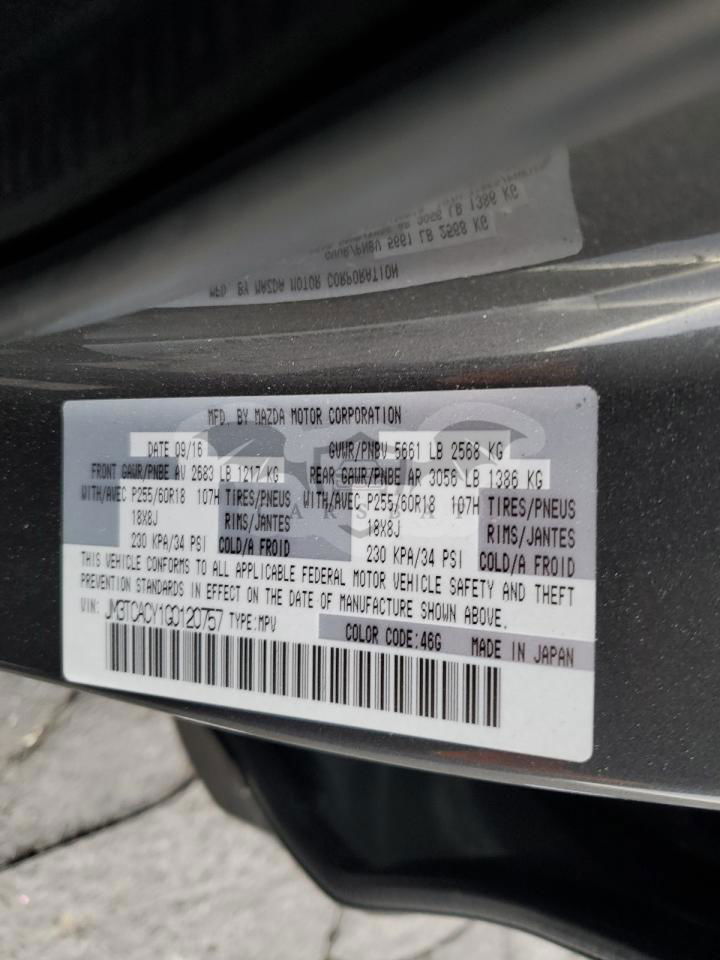 MFD. BY MAZDA MOTOR CORPORATION
DATE 09/16 GVWR/PNBV 5661 LB 2568 KG
FRONT GAWR/PNBE AV 2683 LB 1217 KG REAR GAWR/PNBE AR 3056 LB 1386 KG
WITH/AVEC P255/60R18 107H TIRES/PNEUS WITH/AVEC P255/60R18 107H TIRES/PNEUS
18X8J RIMS/JANTES 18X8J RIMS/JANTES
230 KPA/34 PSI COLD/A FROID 230 KPA/34 PSI COLD/A FROID
THIS VEHICLE CONFORMS TO ALL APPLICABLE FEDERAL MOTOR VEHICLE SAFETY AND THEFT
PREVENTION STANDARDS IN EFFECT ON THE DATE OF MANUFACTURE SHOWN ABOVE.
VIN: JM3TCACY1G0120757 TYPE:MPV
COLOR CODE:46G MADE IN JAPAN